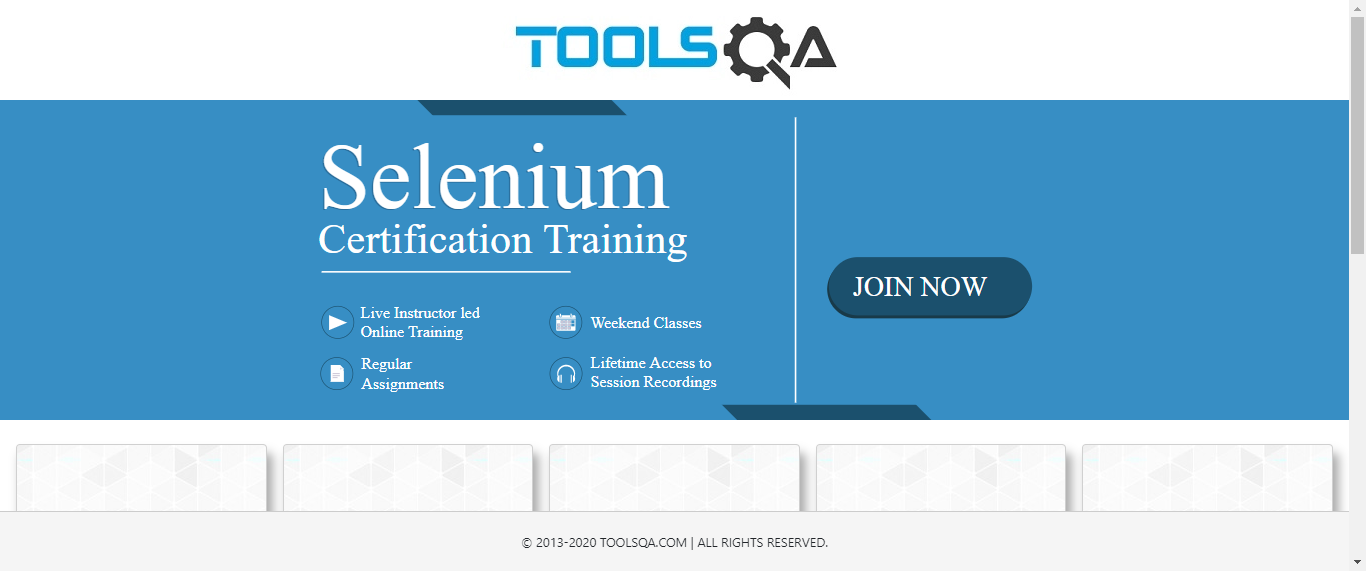 TOOLSQA
Selenium
Certification Training
JOIN NOW
Live Instructor led
Online Training
Weekend Classes
Regular
Assignments
Lifetime Access to
Session Recordings
© 2013-2020 TOOLSQA.COM | ALL RIGHTS RESERVED.